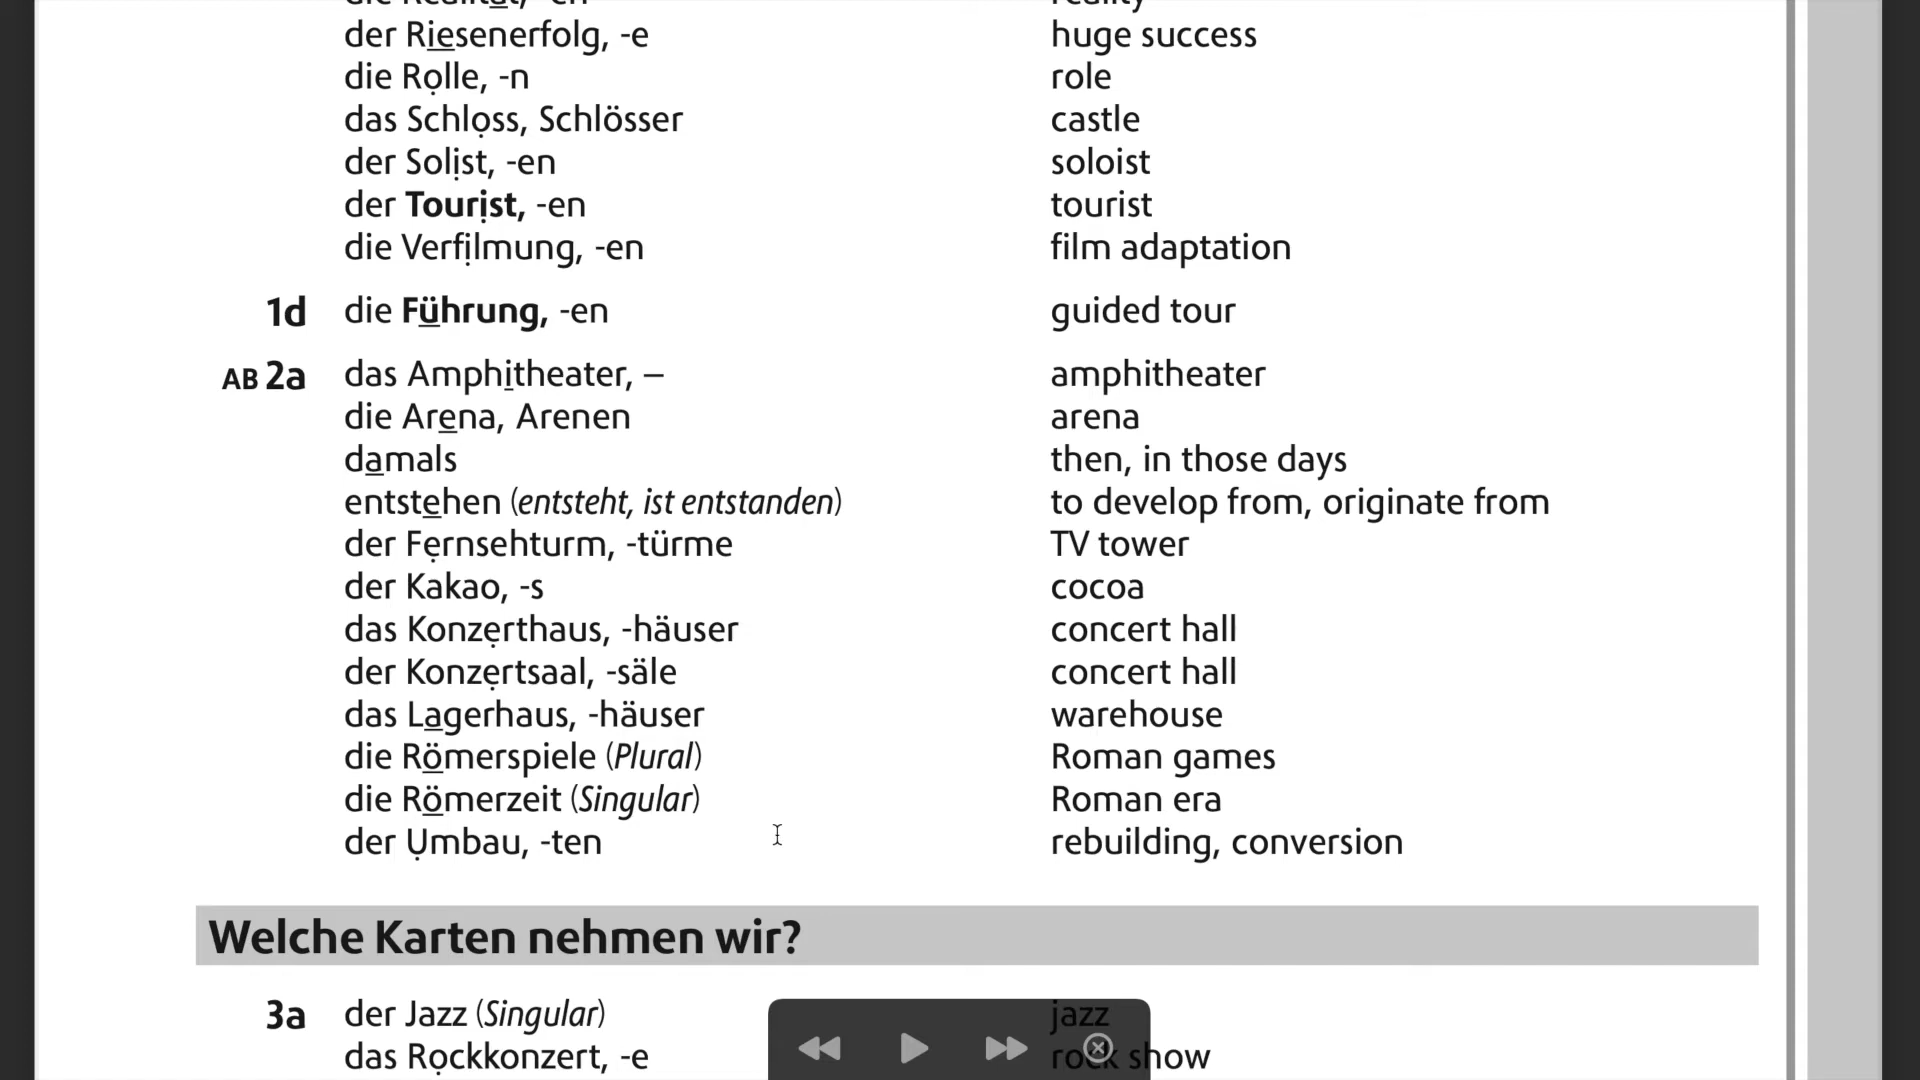 die Realität, -en reality
der Riesenerfolg, -e huge success
die Rolle, -n role
das Schloss, Schlösser castle
der Solist, -en soloist
der Tourist, -en tourist
die Verfilmung, -en film adaptation
1d die Führung, -en guided tour
AB 2a das Amphitheater, – amphitheater
die Arena, Arenen arena
damals then, in those days
entstehen (entsteht, ist entstanden) to develop from, originate from
der Fernsehturm, -türme TV tower
der Kakao, -s cocoa
das Konzerthaus, -häuser concert hall
der Konzertsaal, -säle concert hall
das Lagerhaus, -häuser warehouse
die Römerspiele (Plural) Roman games
die Römerzeit (Singular) Roman era
der Umbau, -ten rebuilding, conversion
Welche Karten nehmen wir?
3a der Jazz (Singular) jazz
das Rockkonzert, -e rock show